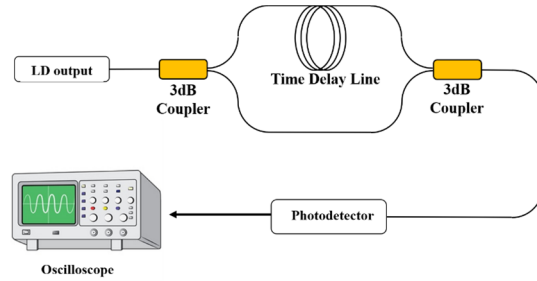 LD output
3dB
Coupler
Time Delay Line
3dB
Coupler
Photodetector
Oscilloscope